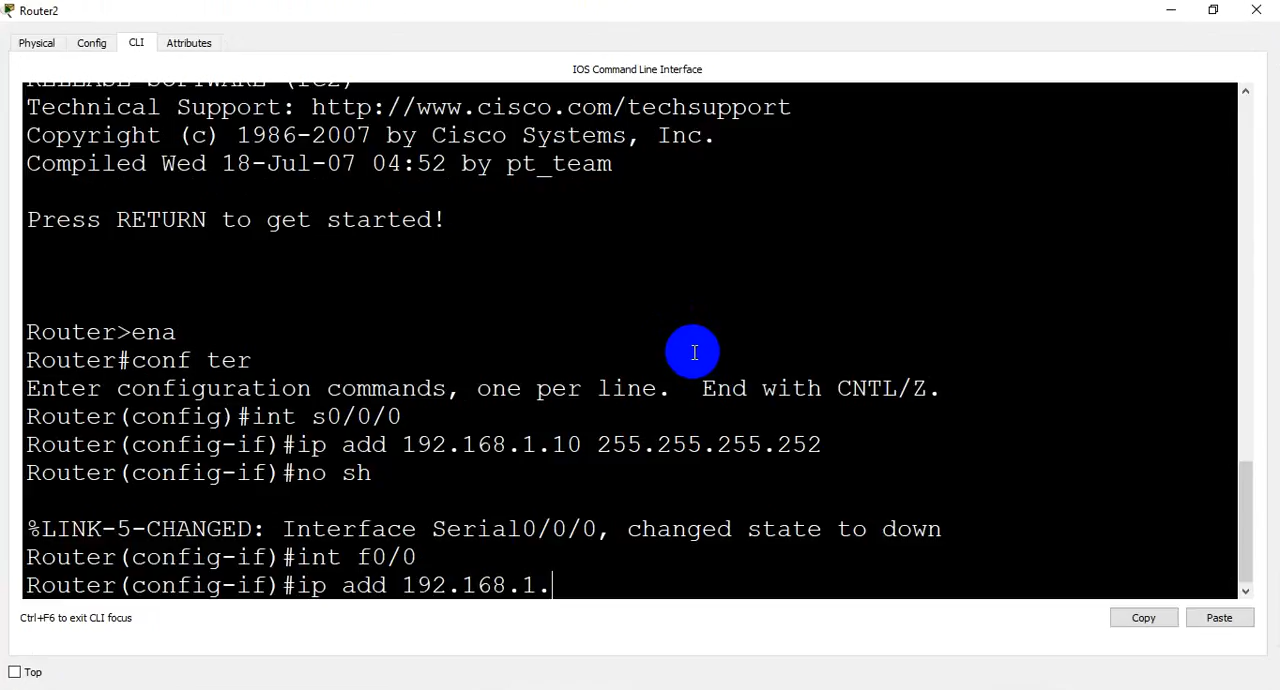 Router2
Physical Config CLI Attributes
IOS Command Line Interface
RELEASE SOFTWARE (fc2)
Technical Support: http://www.cisco.com/techsupport
Copyright (c) 1986-2007 by Cisco Systems, Inc.
Compiled Wed 18-Jul-07 04:52 by pt_team
Press RETURN to get started!
Router>ena
Router#conf ter
Enter configuration commands, one per line.  End with CNTL/Z.
Router(config)#int s0/0/0
Router(config-if)#ip add 192.168.1.10 255.255.255.252
Router(config-if)#no sh
%LINK-5-CHANGED: Interface Serial0/0/0, changed state to down
Router(config-if)#int f0/0
Router(config-if)#ip add 192.168.1.
Ctrl+F6 to exit CLI focus
Copy Paste
Top